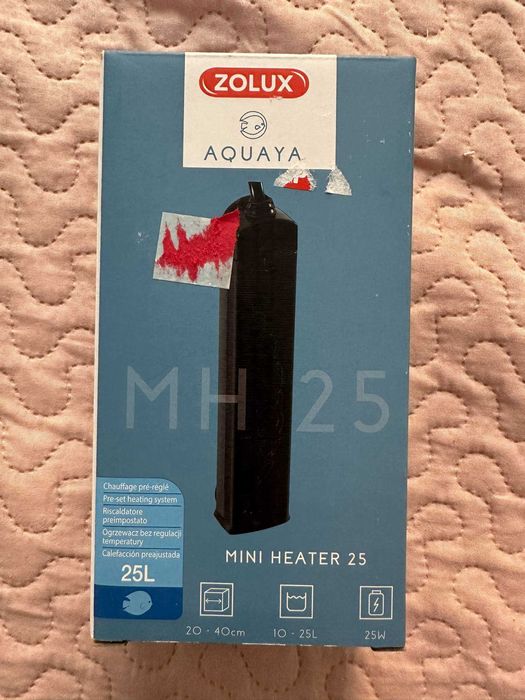 ZOLUX
AQUAYA
MH 25
Chauffage pré-réglé
Pre-set heating system
Riscaldatore
preimpostato
Ogrzewacz bez regulacji
temperatury
Calefacción preajustada
25L
MINI HEATER 25
20 - 40cm
10 - 25L
25W